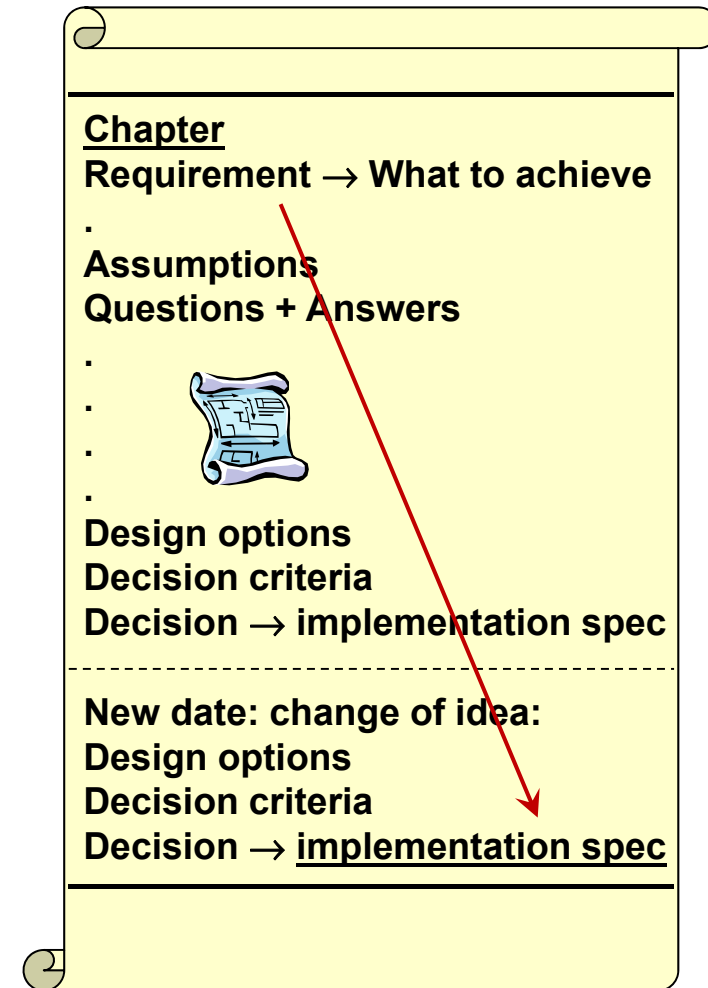 Chapter
Requirement → What to achieve
.
Assumptions
Questions + Answers
.
.
.
.
Design options
Decision criteria
Decision → implementation spec
New date: change of idea:
Design options
Decision criteria
Decision → implementation spec